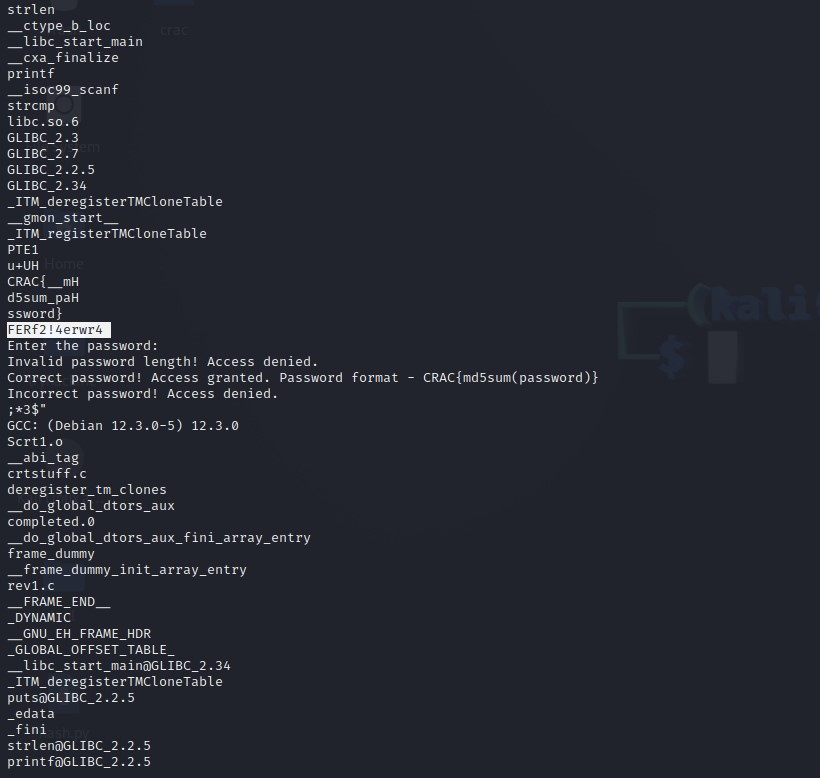 strlen
__ctype_b_loc
__libc_start_main
__cxa_finalize
printf
__isoc99_scanf
strcmp
libc.so.6
GLIBC_2.3
GLIBC_2.7
GLIBC_2.2.5
GLIBC_2.34
_ITM_deregisterTMCloneTable
__gmon_start__
_ITM_registerTMCloneTable
PTE1
u+UH
CRAC{__mH
d5sum_paH
ssword}
FERf2!4erwr4
Enter the password:
Invalid password length! Access denied.
Correct password! Access granted. Password format - CRAC{md5sum(password)}
Incorrect password! Access denied.
;*3$"
GCC: (Debian 12.3.0-5) 12.3.0
Scrt1.o
__abi_tag
crtstuff.c
deregister_tm_clones
__do_global_dtors_aux
completed.0
__do_global_dtors_aux_fini_array_entry
frame_dummy
__frame_dummy_init_array_entry
rev1.c
__FRAME_END__
_DYNAMIC
__GNU_EH_FRAME_HDR
_GLOBAL_OFFSET_TABLE_
__libc_start_main@GLIBC_2.34
_ITM_deregisterTMCloneTable
puts@GLIBC_2.2.5
_edata
_fini
strlen@GLIBC_2.2.5
printf@GLIBC_2.2.5
crac
Home
(kali
$